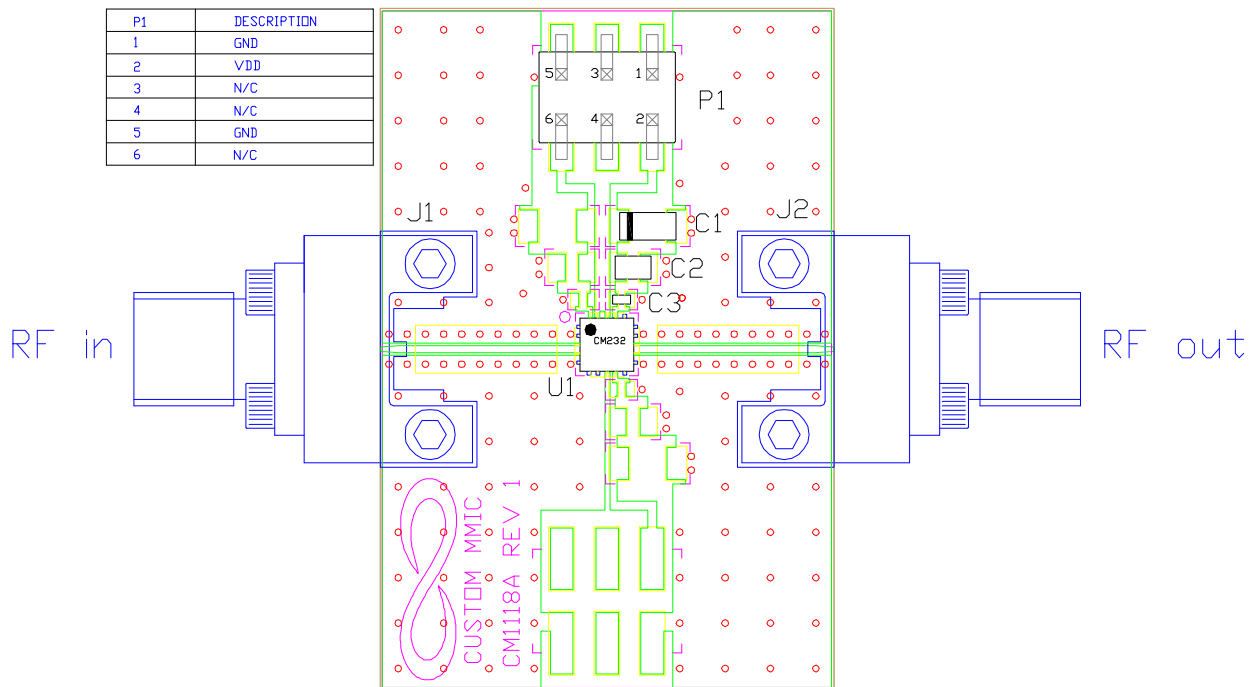 P1 DESCRIPTION
1 GND
2 VDD
3 N/C
4 N/C
5 GND
6 N/C
5 3 1
6 4 2
P1
J1
J2
C1
C2
C3
CM232
U1
RF in
RF out
CUSTOM MMIC
CM1118A REV 1